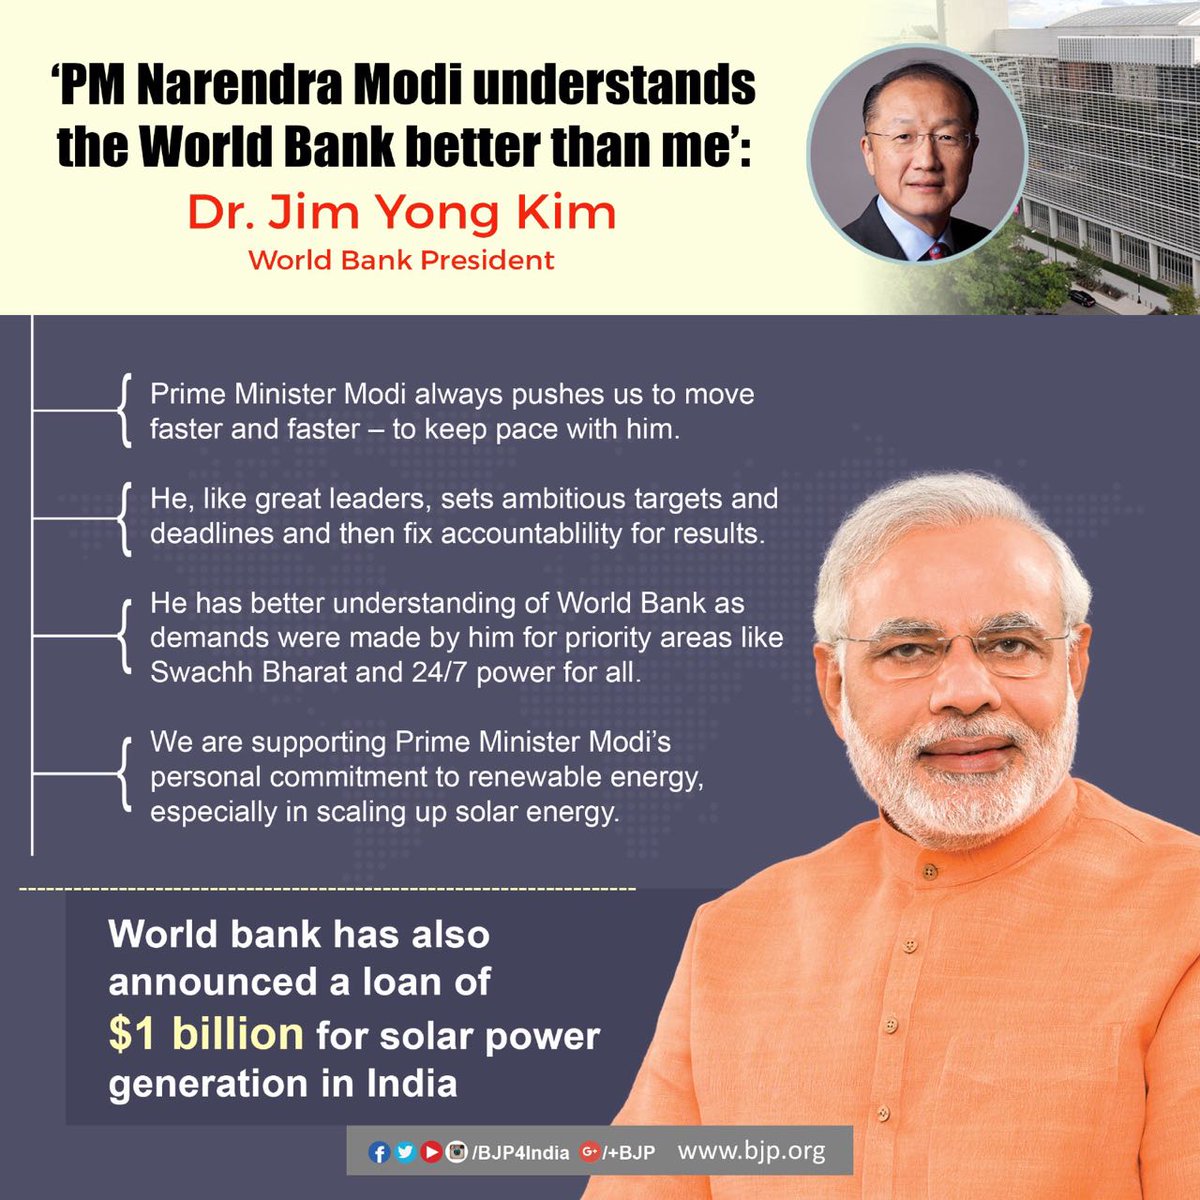 ‘PM Narendra Modi understands
the World Bank better than me’:
Dr. Jim Yong Kim
World Bank President
Prime Minister Modi always pushes us to move
faster and faster – to keep pace with him.
He, like great leaders, sets ambitious targets and
deadlines and then fix accountablility for results.
He has better understanding of World Bank as
demands were made by him for priority areas like
Swachh Bharat and 24/7 power for all.
We are supporting Prime Minister Modi’s
personal commitment to renewable energy,
especially in scaling up solar energy.
World bank has also
announced a loan of
$1 billion for solar power
generation in India
/BJP4India G+/+BJP www.bjp.org